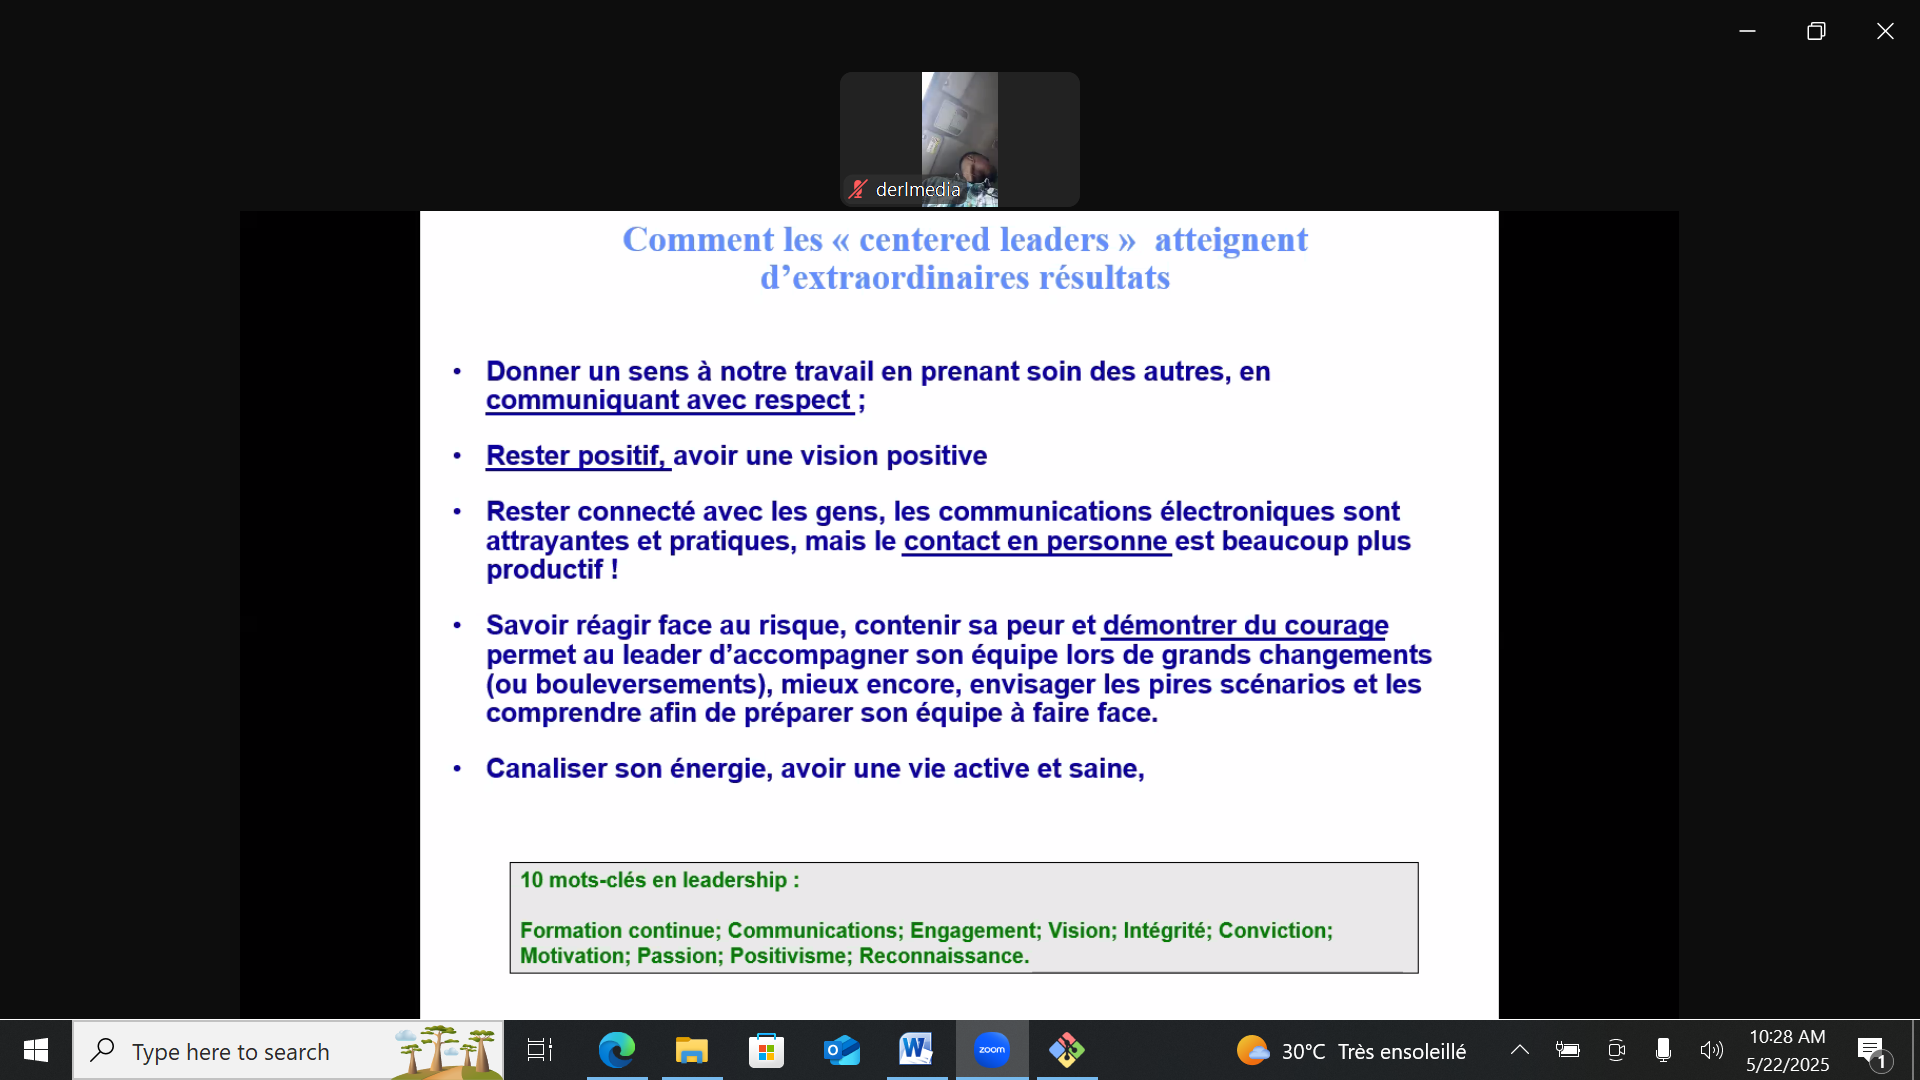 derlmedia
Comment les « centered leaders »  atteignent
d’extraordinaires résultats
• Donner un sens à notre travail en prenant soin des autres, en
communiquant avec respect ;
• Rester positif, avoir une vision positive
• Rester connecté avec les gens, les communications électroniques sont
attrayantes et pratiques, mais le contact en personne est beaucoup plus
productif !
• Savoir réagir face au risque, contenir sa peur et démontrer du courage
permet au leader d’accompagner son équipe lors de grands changements
(ou bouleversements), mieux encore, envisager les pires scénarios et les
comprendre afin de préparer son équipe à faire face.
• Canaliser son énergie, avoir une vie active et saine,
10 mots-clés en leadership :
Formation continue; Communications; Engagement; Vision; Intégrité; Conviction;
Motivation; Passion; Positivisme; Reconnaissance.
Type here to search
zoom
30°C Très ensoleillé
10:28 AM
5/22/2025
1